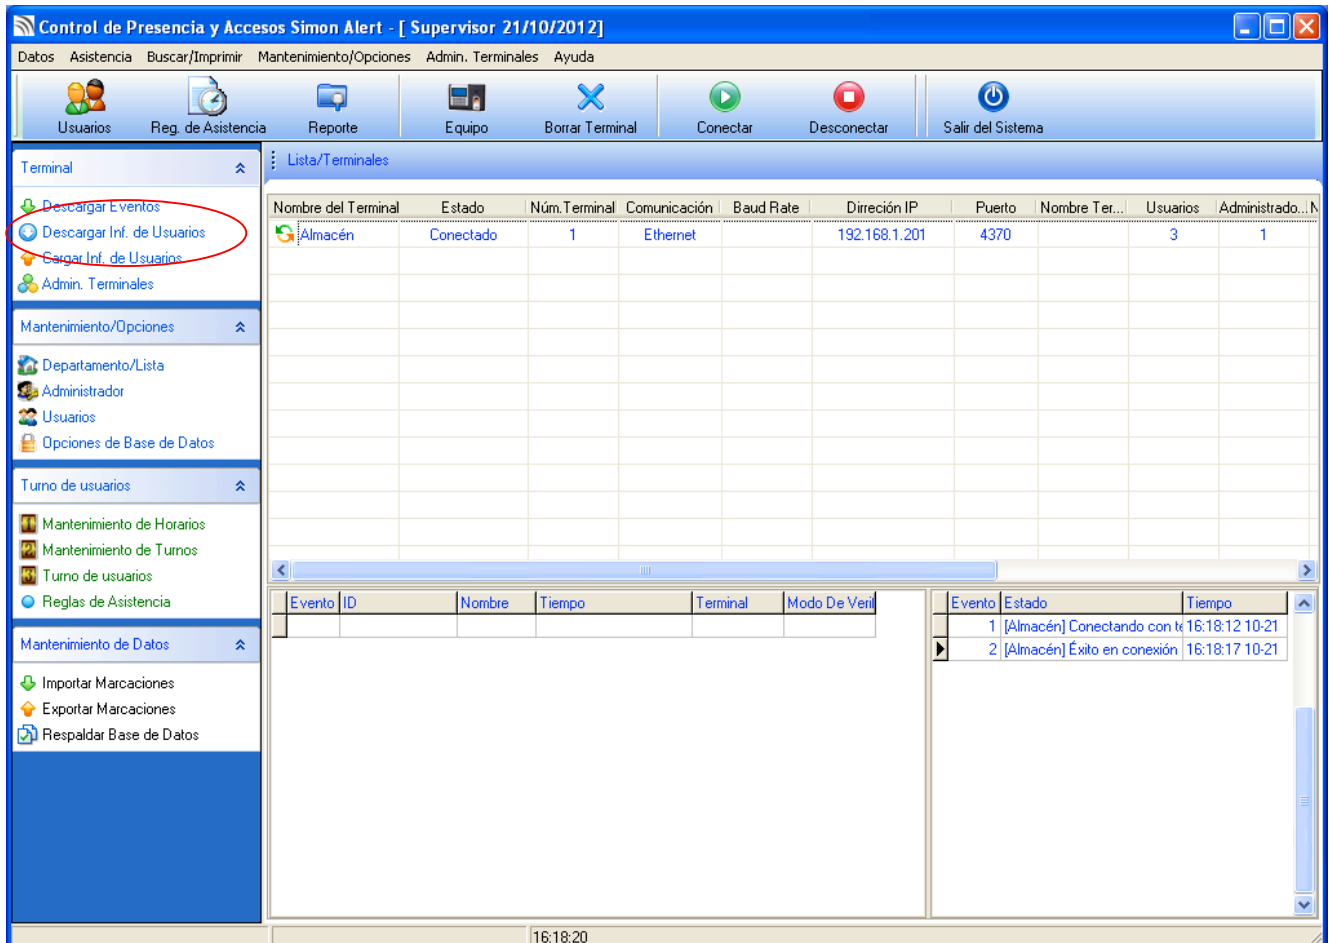 Control de Presencia y Accesos Simon Alert - [ Supervisor 21/10/2012]
Datos Asistencia Buscar/Imprimir Mantenimiento/Opciones Admin. Terminales Ayuda
Usuarios Reg. de Asistencia Reporte Equipo Borrar Terminal Conectar Desconectar Salir del Sistema
Terminal
Descargar Eventos
Descargar Inf. de Usuarios
Cargar Inf. de Usuarios
Admin. Terminales
Mantenimiento/Opciones
Departamento/Lista
Administrador
Usuarios
Opciones de Base de Datos
Turno de usuarios
1 Mantenimiento de Horarios
2 Mantenimiento de Turnos
3 Turno de usuarios
Reglas de Asistencia
Mantenimiento de Datos
Importar Marcaciones
Exportar Marcaciones
Respaldar Base de Datos
Lista/Terminales
Nombre del Terminal Estado Núm.Terminal Comunicación Baud Rate Dirreción IP Puerto Nombre Ter... Usuarios Administrado... N
Almacén Conectado 1 Ethernet 192.168.1.201 4370 3 1
Evento ID Nombre Tiempo Terminal Modo De Verif
Evento Estado Tiempo
1 [Almacén] Conectando con te 16:18:12 10-21
2 [Almacén] Éxito en conexión 16:18:17 10-21
16:18:20